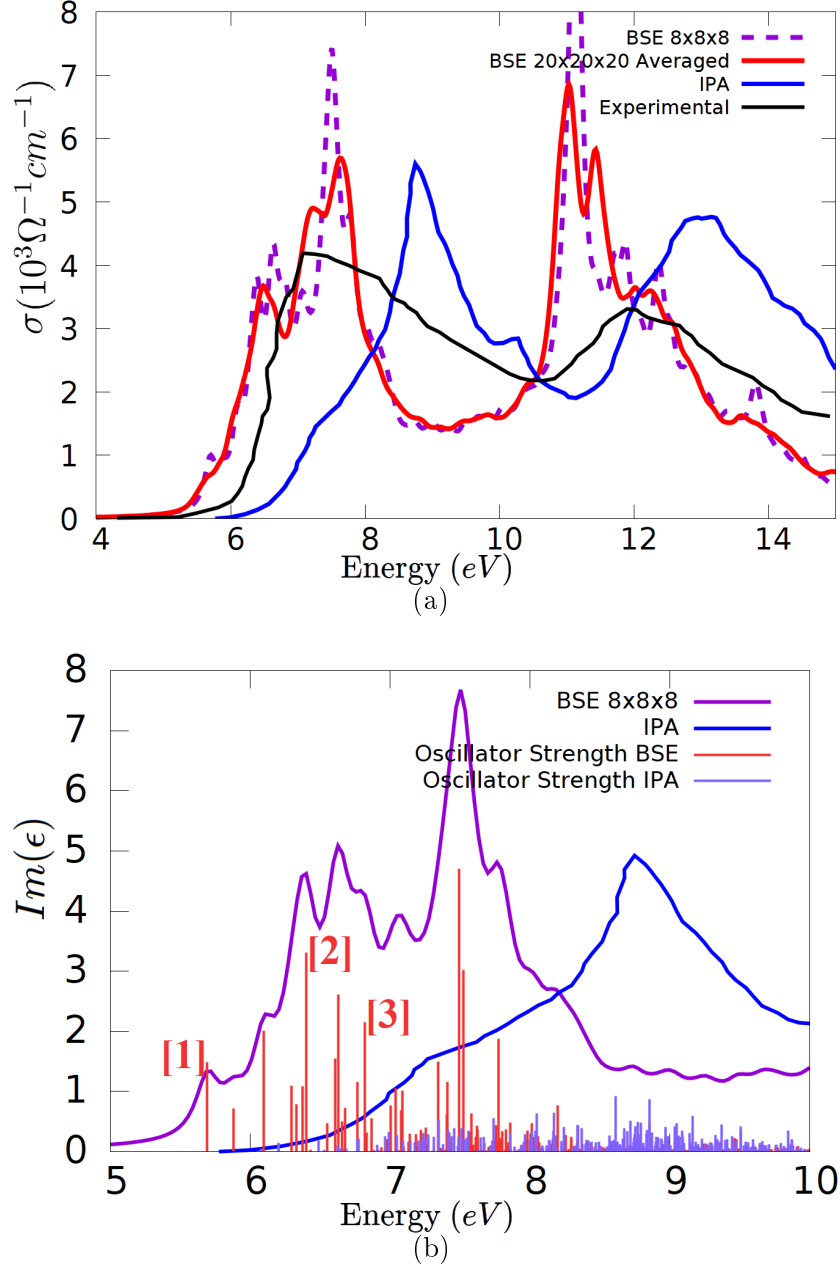 8
7
6
5
4
3
2
1
0
σ(10³Ω⁻¹cm⁻¹)
BSE 8x8x8
BSE 20x20x20 Averaged
IPA
Experimental
4 6 8 10 12 14
Energy (eV)
(a)
8
7
6
5
4
3
2
1
0
Im(ϵ)
BSE 8x8x8
IPA
Oscillator Strength BSE
Oscillator Strength IPA
[2]
[3]
[1]
5 6 7 8 9 10
Energy (eV)
(b)